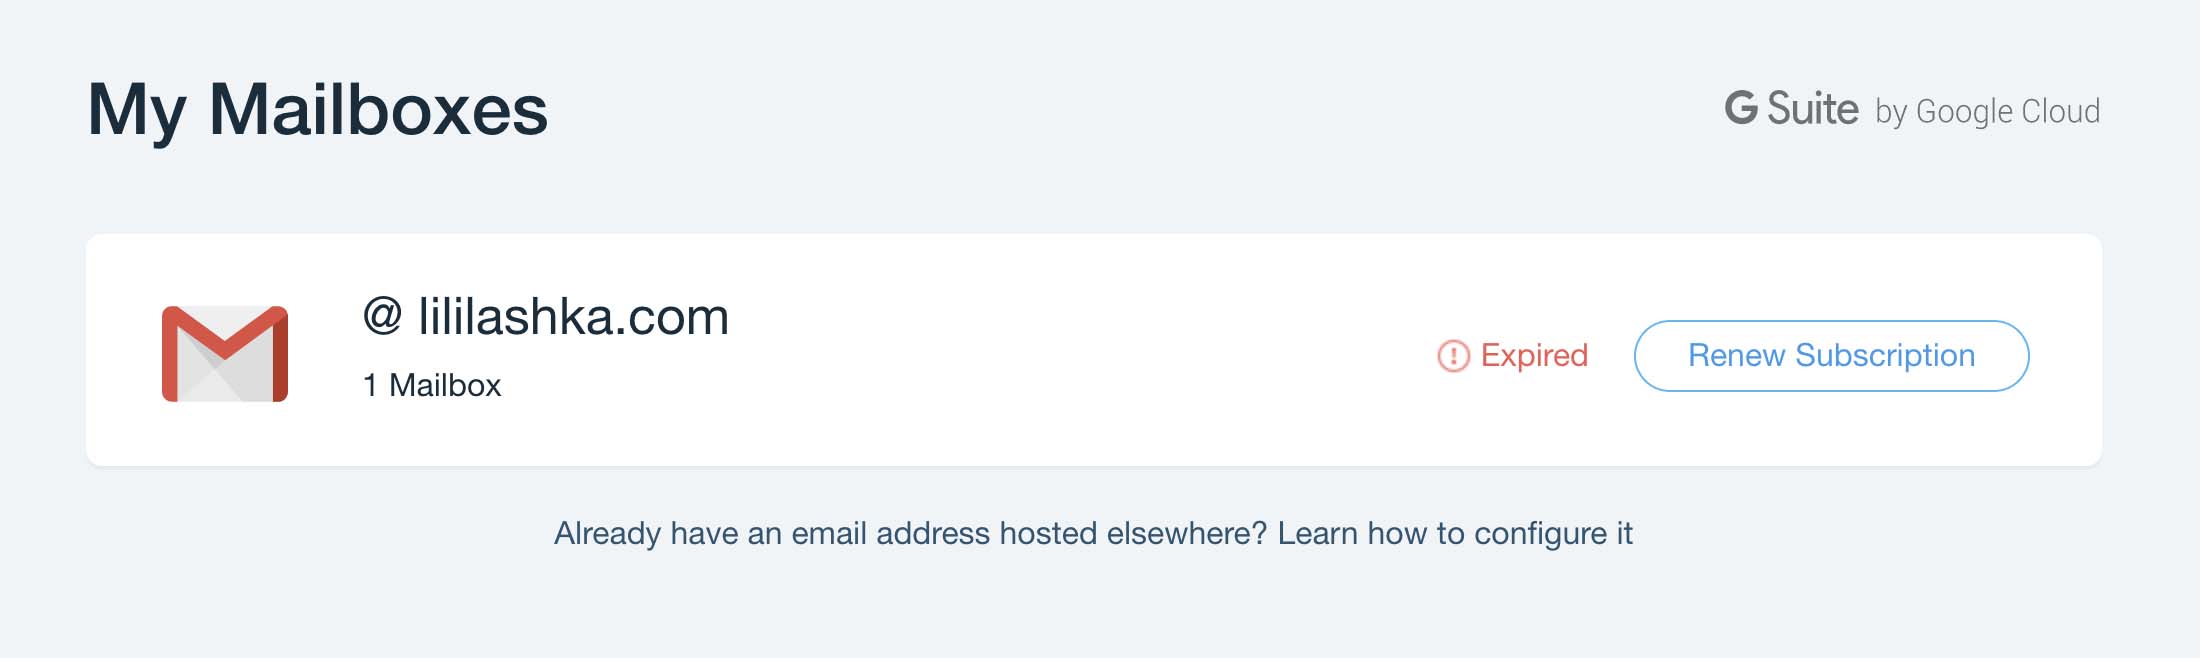 My Mailboxes
G Suite by Google Cloud
@ lililashka.com
1 Mailbox
Expired
Renew Subscription
Already have an email address hosted elsewhere? Learn how to configure it